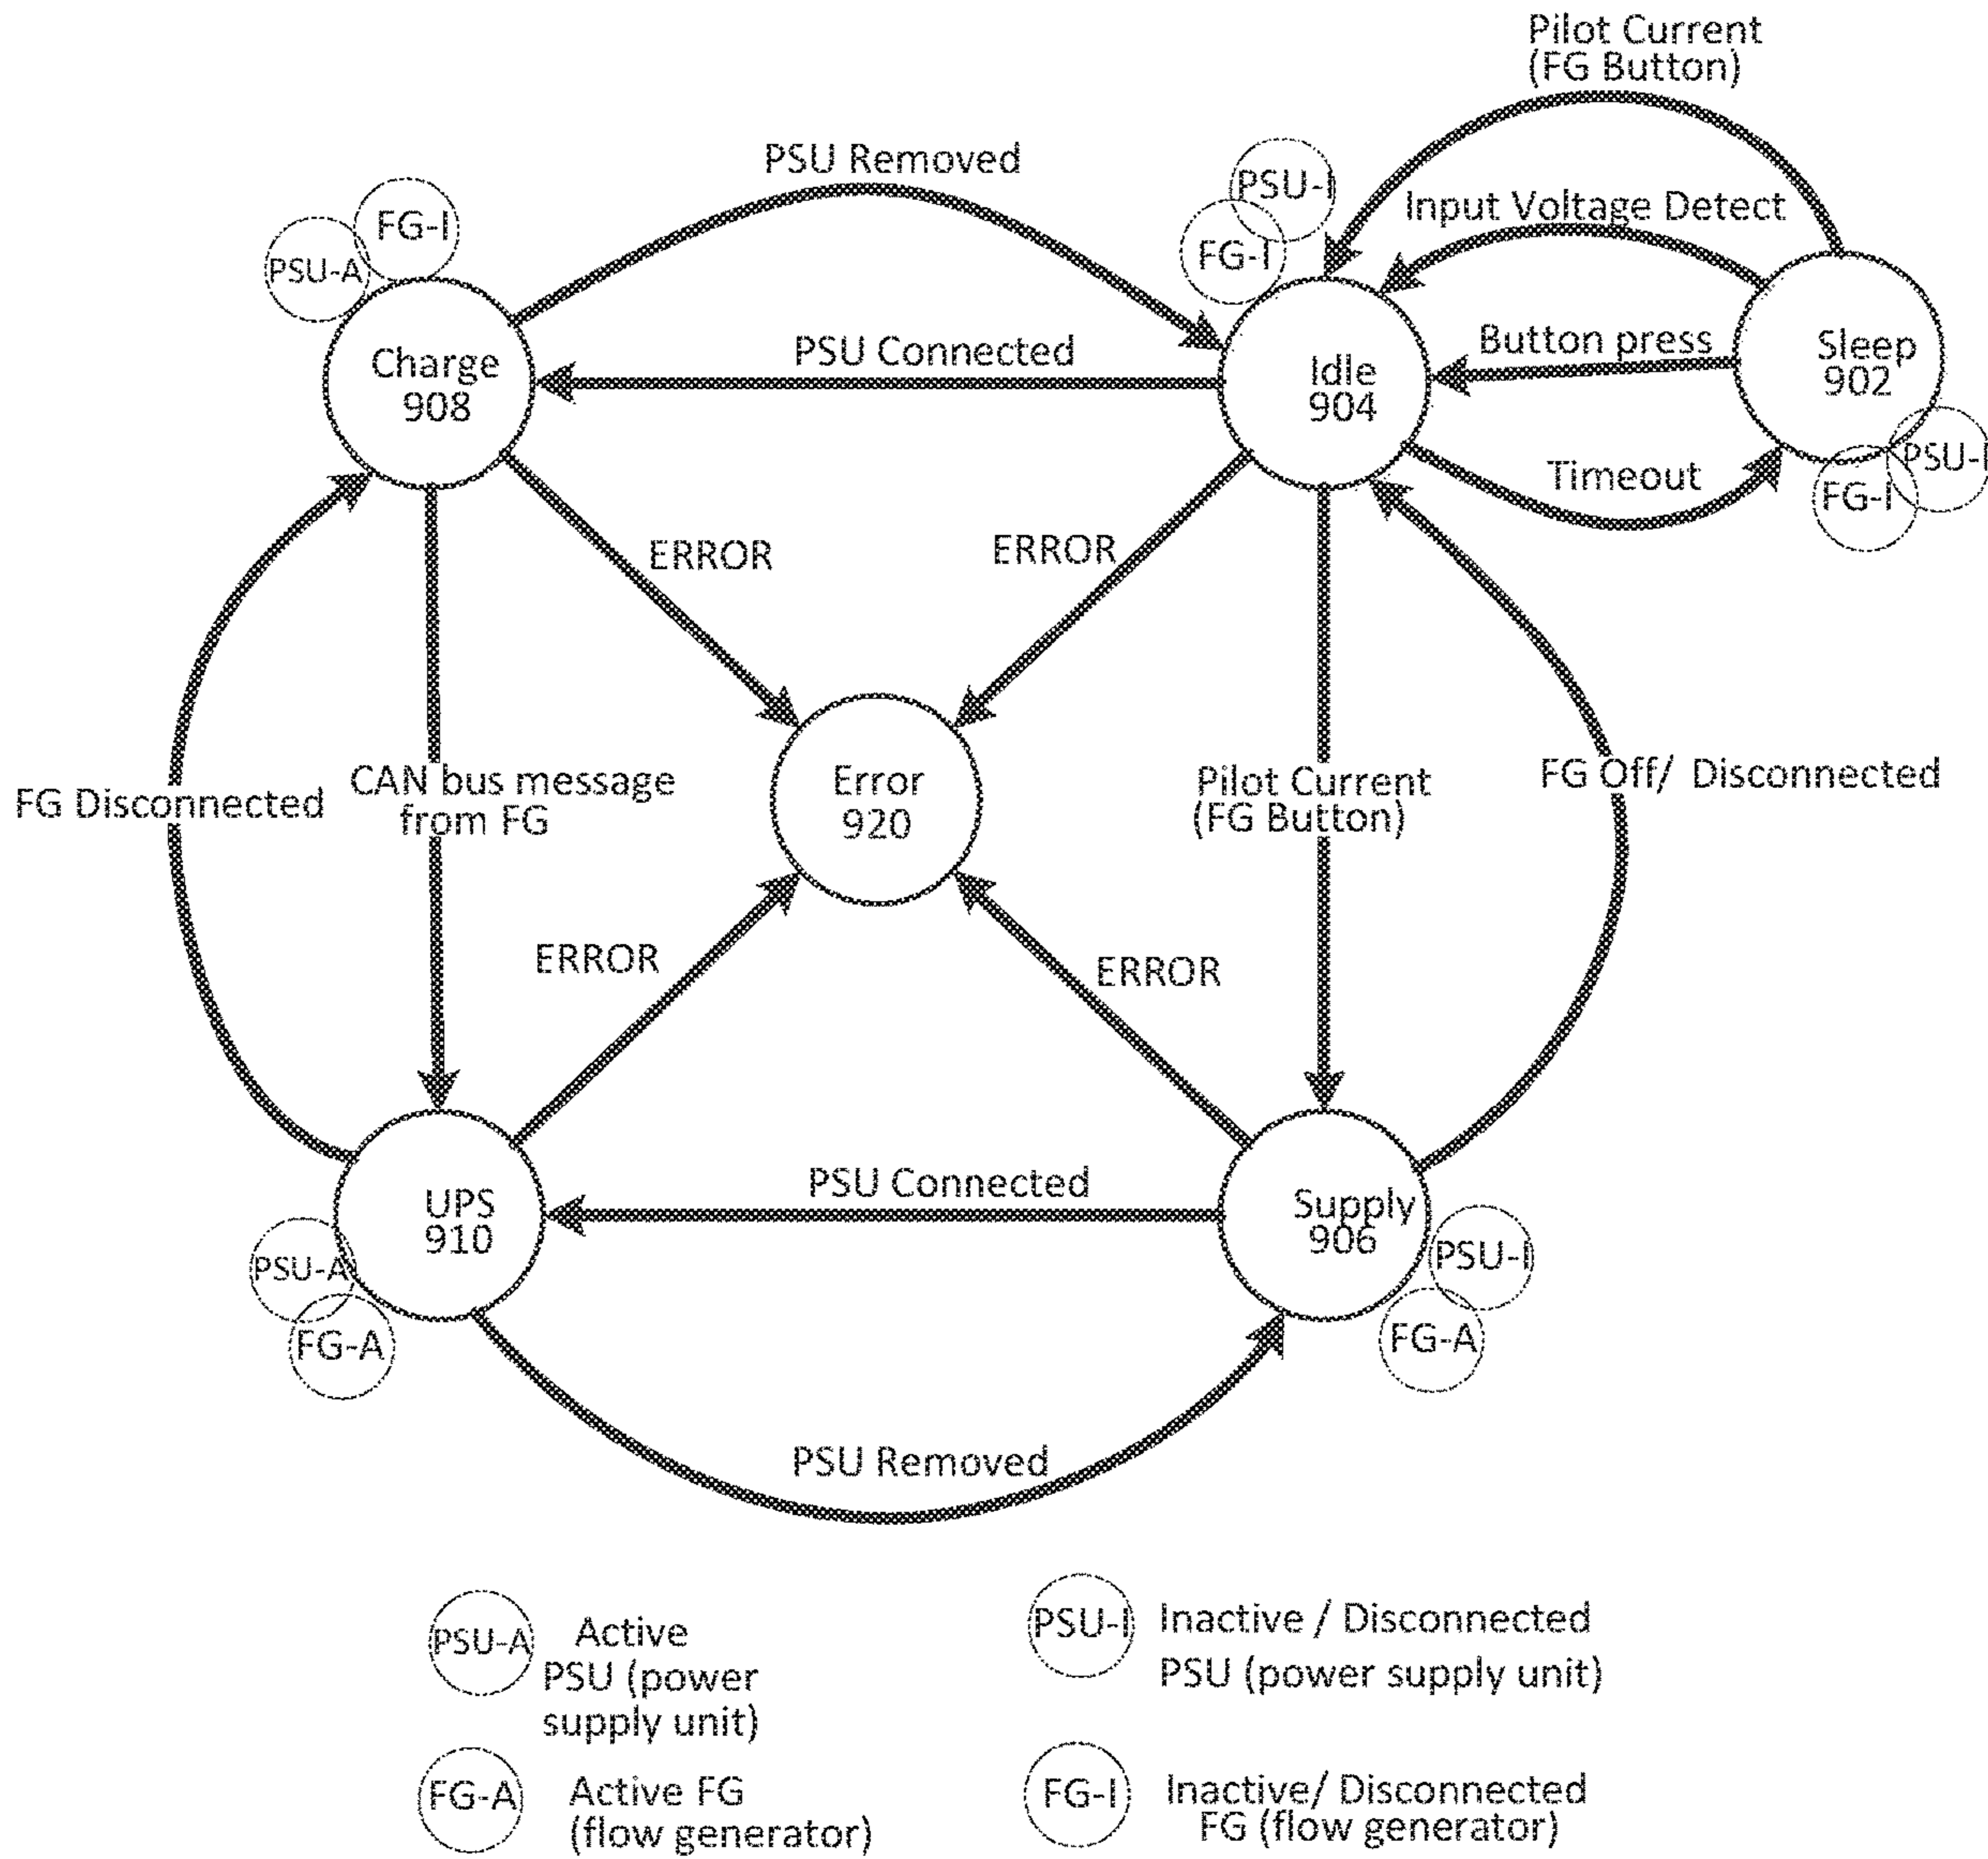 Pilot Current
(FG Button)
PSU Removed
PSU-I
FG-I
FG-I
PSU-A
Input Voltage Detect
PSU Connected
Button press
Charge
908
Idle
904
Sleep
902
PSU-I
FG-I
Timeout
ERROR
ERROR
FG Disconnected
CAN bus message
from FG
Error
920
Pilot Current
(FG Button)
FG Off/ Disconnected
ERROR
ERROR
PSU Connected
UPS
910
Supply
906
PSU-A
FG-A
PSU-I
FG-A
PSU Removed
PSU-A
Active
PSU (power
supply unit)
PSU-I
Inactive / Disconnected
PSU (power supply unit)
FG-A
Active FG
(flow generator)
FG-I
Inactive/ Disconnected
FG (flow generator)